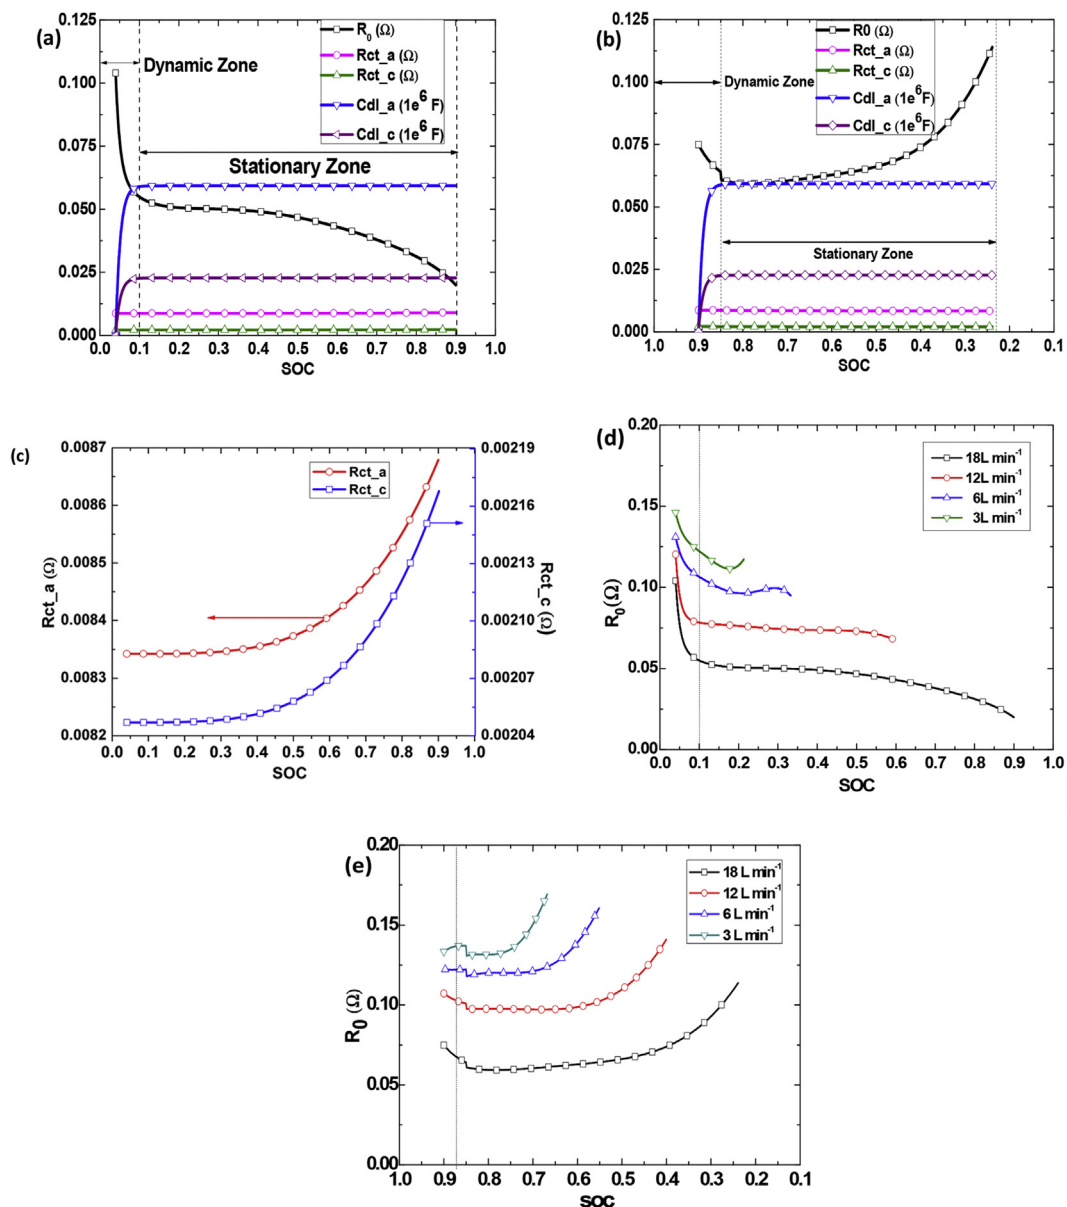 (a)
R0 (Ω)
Rct_a (Ω)
Rct_c (Ω)
Cdl_a (1e6 F)
Cdl_c (1e6 F)
Dynamic Zone
Stationary Zone
0.125
0.100
0.075
0.050
0.025
0.000
0.0 0.1 0.2 0.3 0.4 0.5 0.6 0.7 0.8 0.9 1.0
SOC
(b)
R0 (Ω)
Rct_a (Ω)
Rct_c (Ω)
Cdl_a (1e6 F)
Cdl_c (1e6F)
Dynamic Zone
Stationary Zone
0.125
0.100
0.075
0.050
0.025
0.000
1.0 0.9 0.8 0.7 0.6 0.5 0.4 0.3 0.2 0.1
SOC
(c)
Rct_a
Rct_c
Rct_a (Ω)
0.0087
0.0086
0.0085
0.0084
0.0083
0.0082
0.00219
0.00216
0.00213
0.00210
0.00207
0.00204
Rct_c (Ω)
0.0 0.1 0.2 0.3 0.4 0.5 0.6 0.7 0.8 0.9 1.0
SOC
(d)
18L min-1
12L min-1
6L min-1
3L min-1
R0(Ω)
0.20
0.15
0.10
0.05
0.00
0.0 0.1 0.2 0.3 0.4 0.5 0.6 0.7 0.8 0.9 1.0
SOC
(e)
18 L min-1
12 L min-1
6 L min-1
3 L min-1
R0 (Ω)
0.20
0.15
0.10
0.05
0.00
1.0 0.9 0.8 0.7 0.6 0.5 0.4 0.3 0.2 0.1
SOC